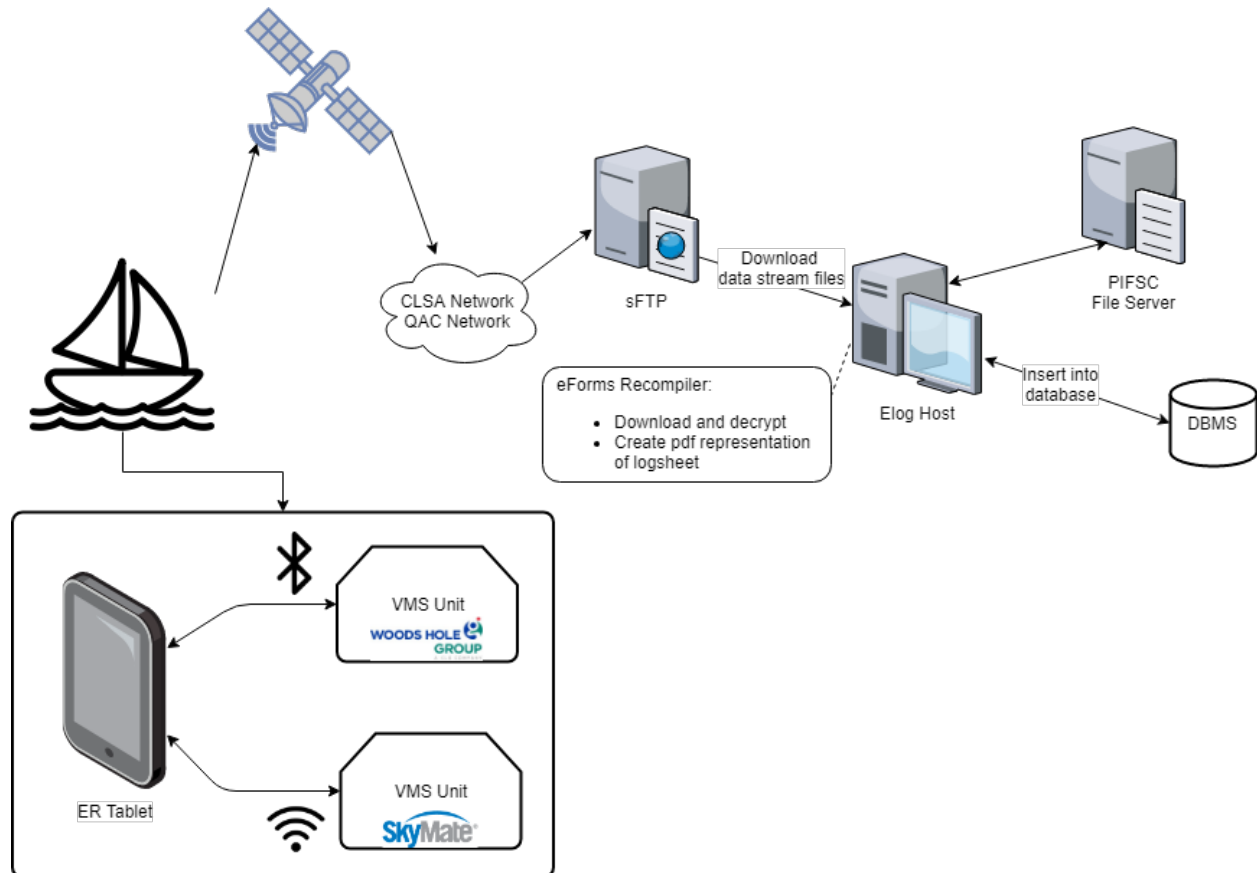 CLSA Network
QAC Network
sFTP
Download
data stream files
PIFSC
File Server
Elog Host
Insert into
database
DBMS
eForms Recompiler:
• Download and decrypt
• Create pdf representation
of logsheet
VMS Unit
WOODS HOLE
GROUP
ER Tablet
VMS Unit
SkyMate®